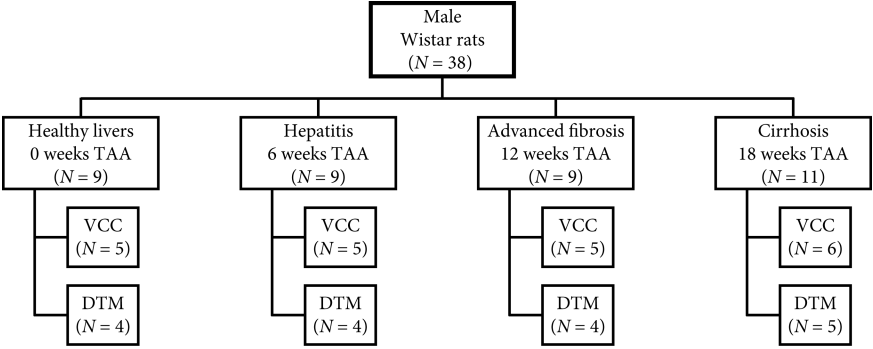 Male
Wistar rats
(N = 38)
Healthy livers
0 weeks TAA
(N = 9)
Hepatitis
6 weeks TAA
(N = 9)
Advanced fibrosis
12 weeks TAA
(N = 9)
Cirrhosis
18 weeks TAA
(N = 11)
VCC
(N = 5)
VCC
(N = 5)
VCC
(N = 5)
VCC
(N = 6)
DTM
(N = 4)
DTM
(N = 4)
DTM
(N = 4)
DTM
(N = 5)